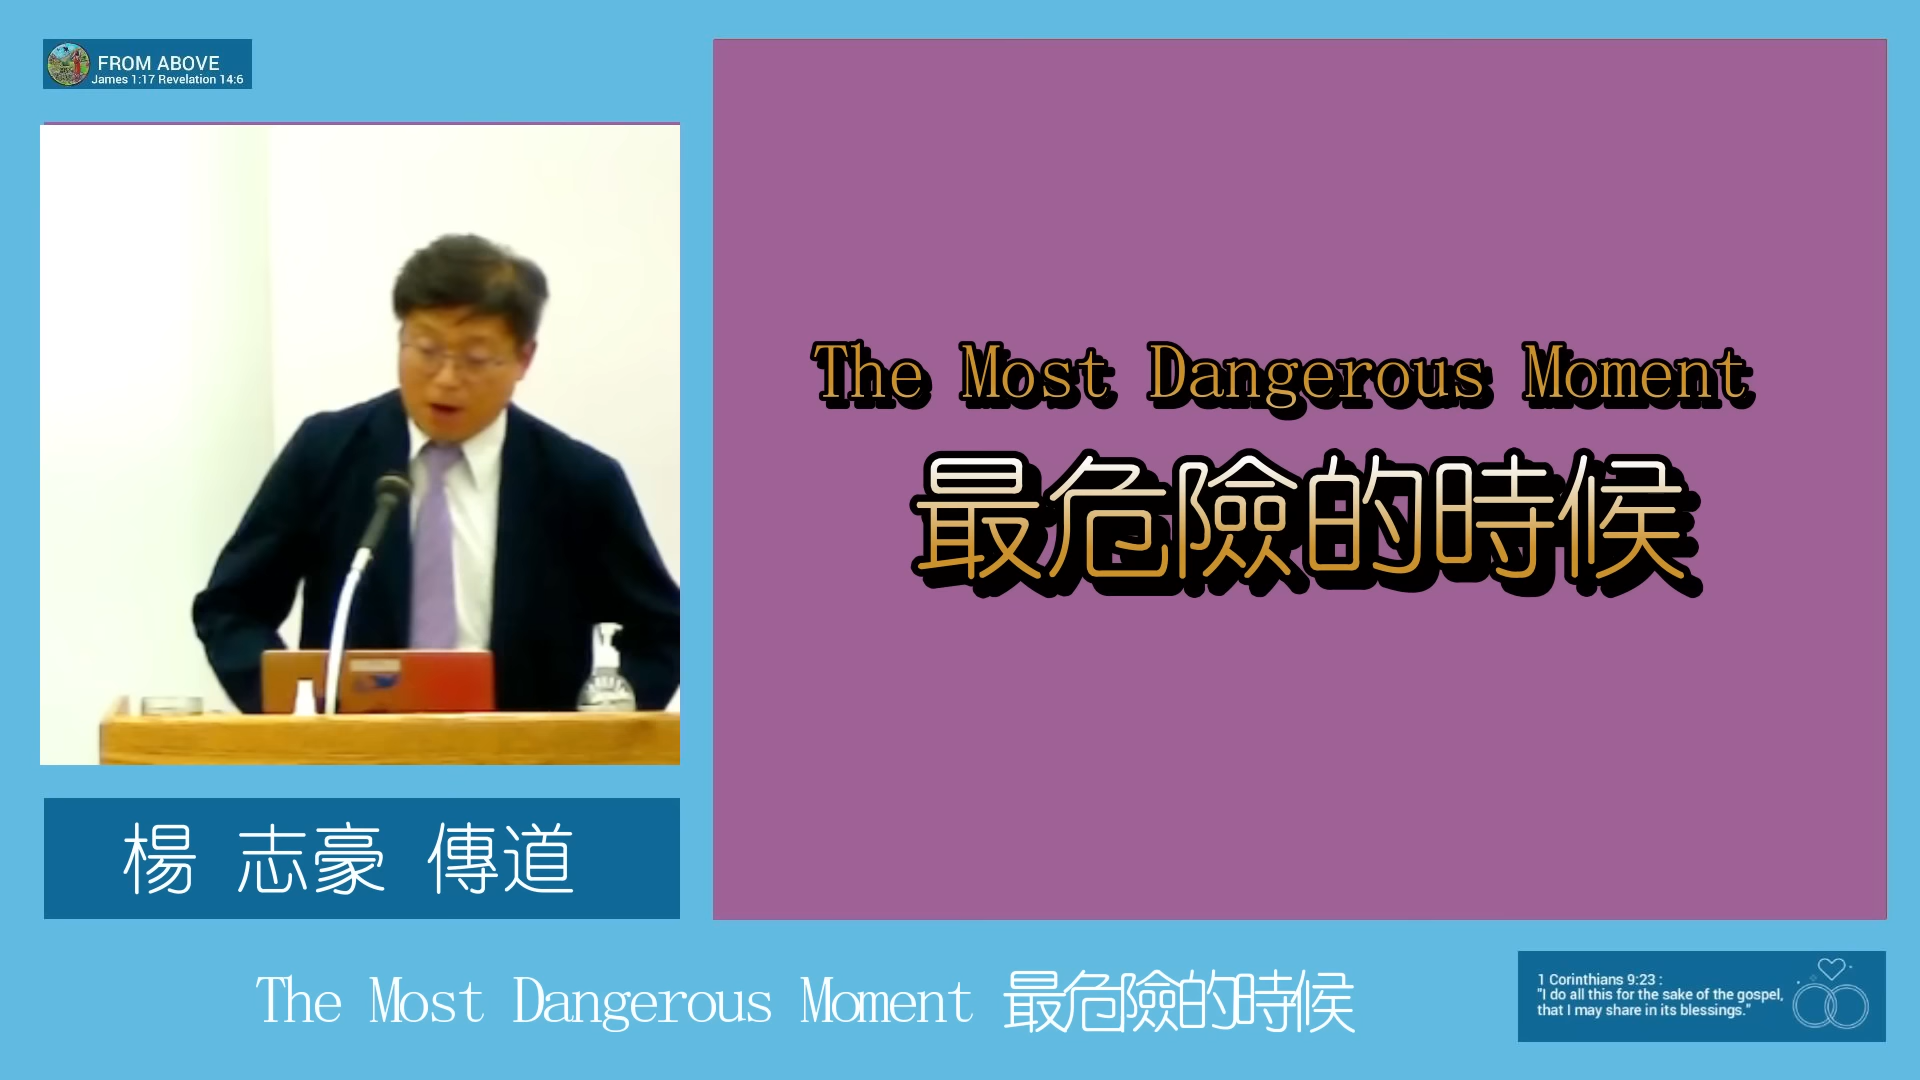 FROM ABOVE
James 1:17 Revelation 14:6
The Most Dangerous Moment
最危險的時候
楊 志豪 傳道
The Most Dangerous Moment 最危險的時候
1 Corinthians 9:23 :
"I do all this for the sake of the gospel,
that I may share in its blessings."